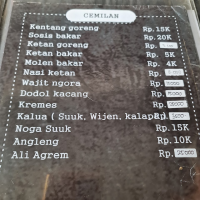 CEMILAN
Kentang goreng Rp.15K
Sosis bakar Rp.20K
Ketan goreng Rp.
Ketan bakar Rp. 5K
Molen bakar Rp. 4K
Nasi ketan Rp.
Wajit ngora Rp.
Dodol kacang Rp.
Kremes Rp.
Kalua ( Suuk, Wijen, kalapa) Rp.
Noga Suuk Rp.15K
Angleng Rp.10K
Ali Agrem Rp.